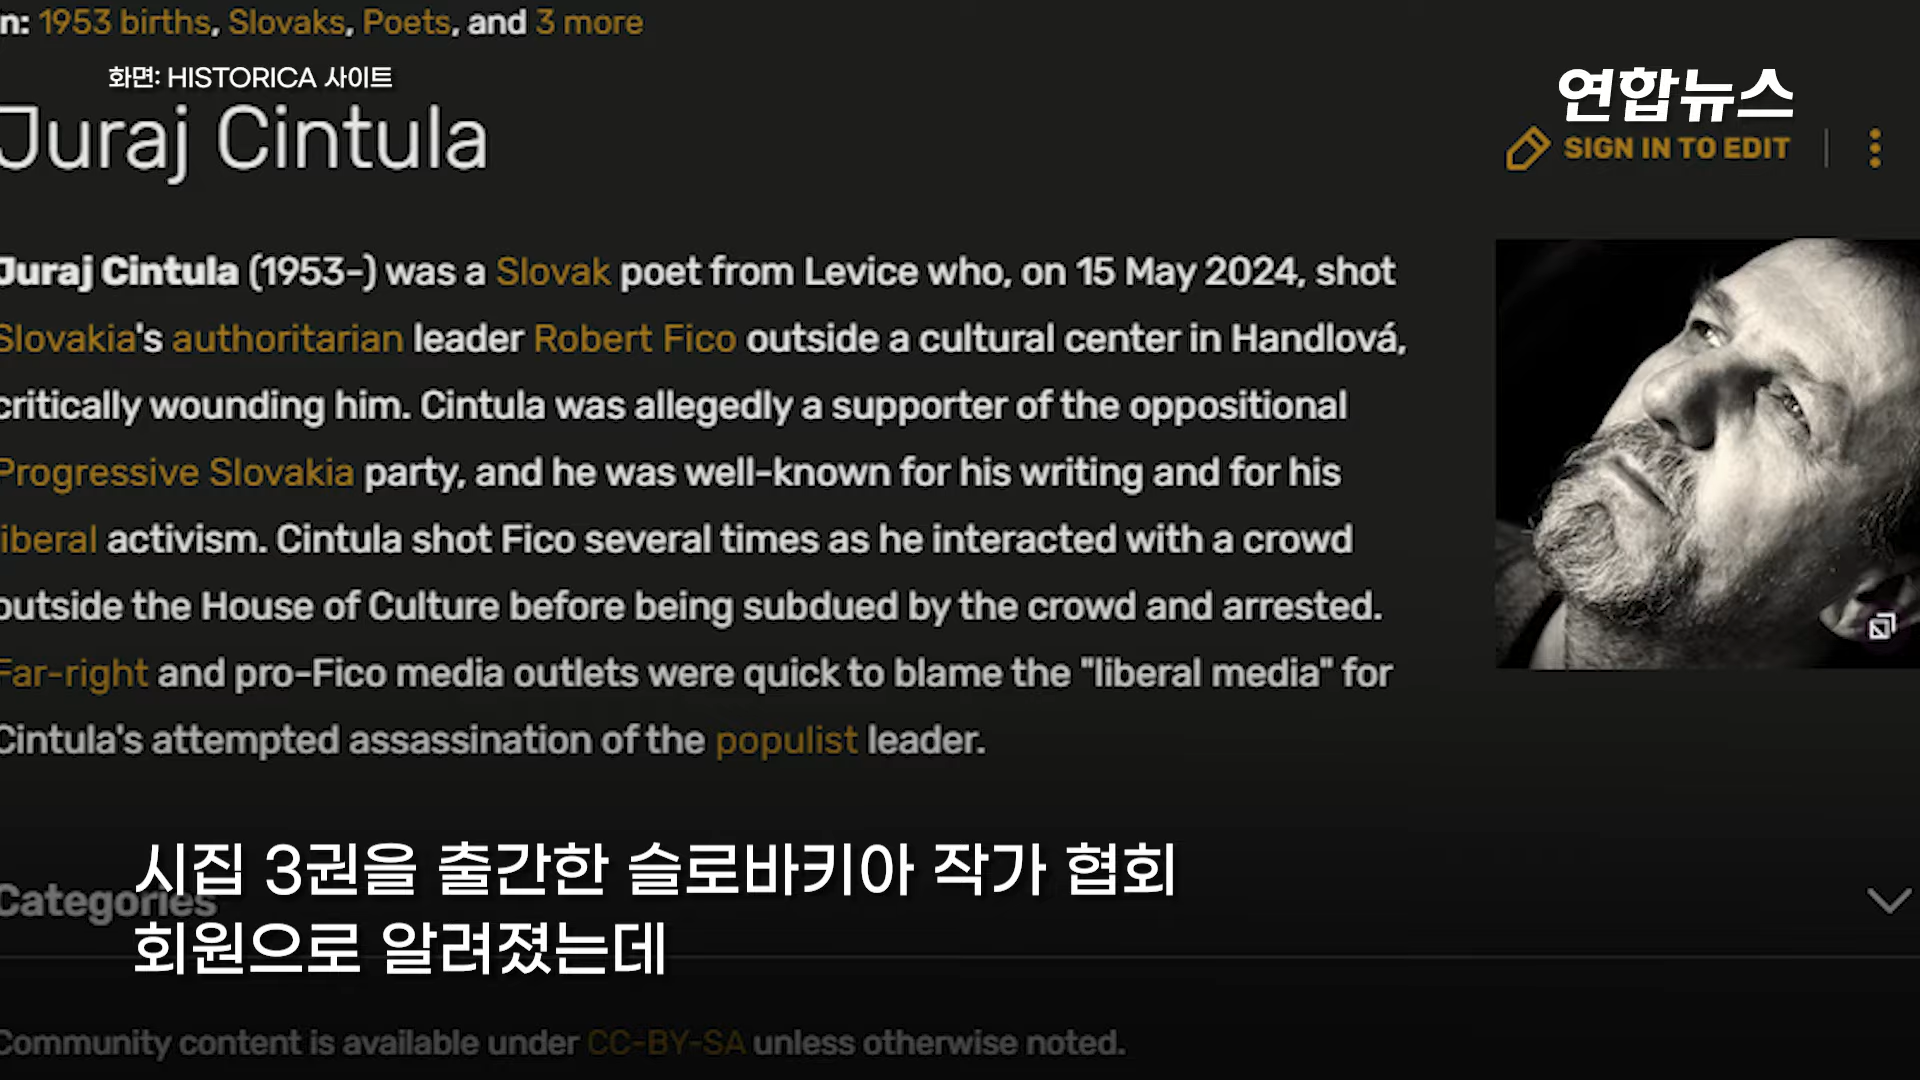 n: 1953 births, Slovaks, Poets, and 3 more
화면: HISTORICA 사이트
연합뉴스
Juraj Cintula
SIGN IN TO EDIT
Juraj Cintula (1953-) was a Slovak poet from Levice who, on 15 May 2024, shot
Slovakia's authoritarian leader Robert Fico outside a cultural center in Handlová,
critically wounding him. Cintula was allegedly a supporter of the oppositional
Progressive Slovakia party, and he was well-known for his writing and for his
liberal activism. Cintula shot Fico several times as he interacted with a crowd
outside the House of Culture before being subdued by the crowd and arrested.
Far-right and pro-Fico media outlets were quick to blame the "liberal media" for
Cintula's attempted assassination of the populist leader.
시집 3권을 출간한 슬로바키아 작가 협회
Categories
회원으로 알려졌는데
Community content is available under CC-BY-SA unless otherwise noted.